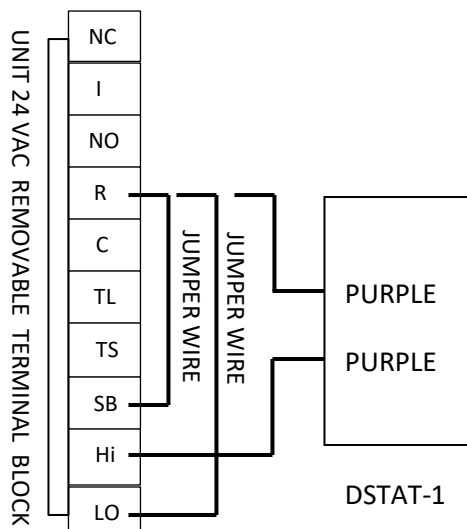 UNIT 24 VAC REMOVABLE TERMINAL BLOCK
NC
I
NO
R
C
TL
TS
SB
Hi
LO
JUMPER WIRE
JUMPER WIRE
PURPLE
PURPLE
DSTAT-1